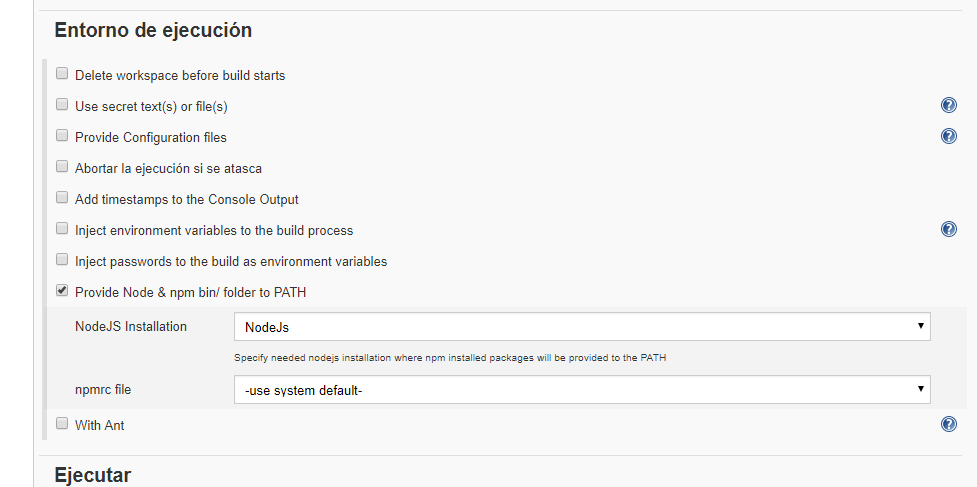 Entorno de ejecución
Delete workspace before build starts
Use secret text(s) or file(s)
Provide Configuration files
Abortar la ejecución si se atasca
Add timestamps to the Console Output
Inject environment variables to the build process
Inject passwords to the build as environment variables
Provide Node & npm bin/ folder to PATH
NodeJS Installation NodeJs
Specify needed nodejs installation where npm installed packages will be provided to the PATH
npmrc file -use system default-
With Ant
Ejecutar